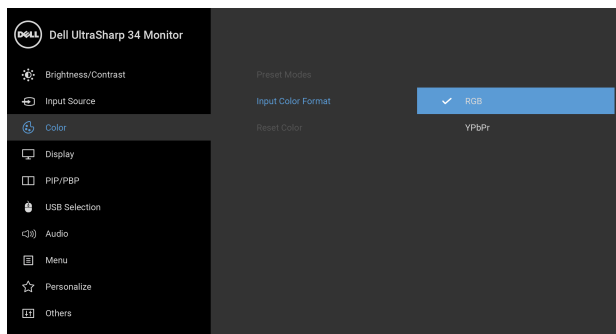 DELL Dell UltraSharp 34 Monitor
Brightness/Contrast
Preset Modes
Input Source
Input Color Format
RGB
Color
Reset Color
YPbPr
Display
PIP/PBP
USB Selection
Audio
Menu
Personalize
Others